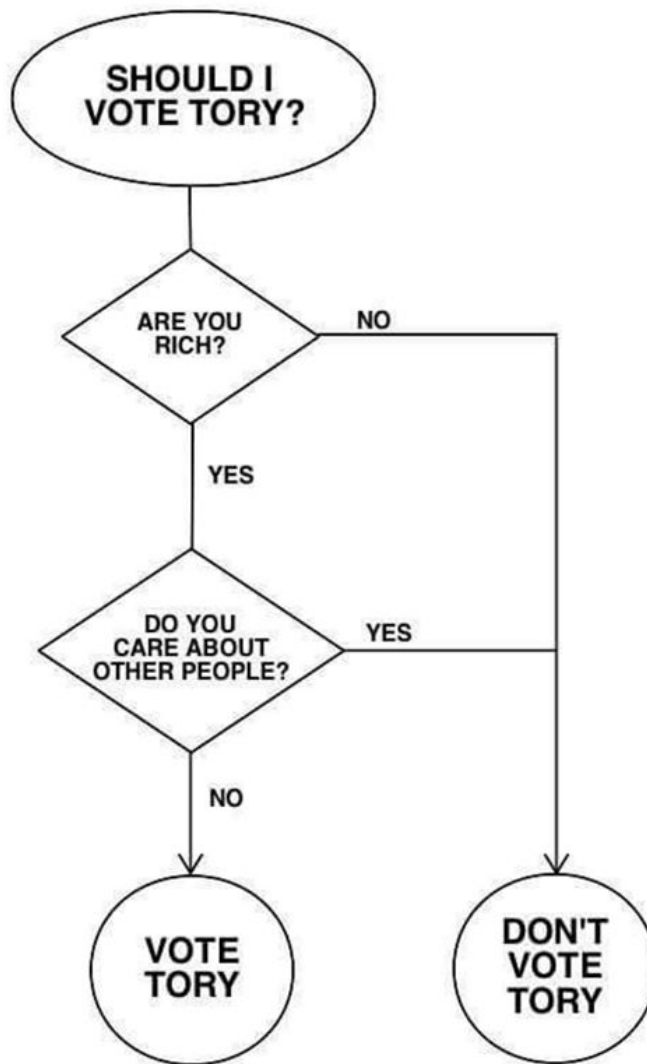 SHOULD I
VOTE TORY?
ARE YOU
RICH?
NO
YES
DO YOU
CARE ABOUT
OTHER PEOPLE?
YES
NO
VOTE
TORY
DON'T
VOTE
TORY